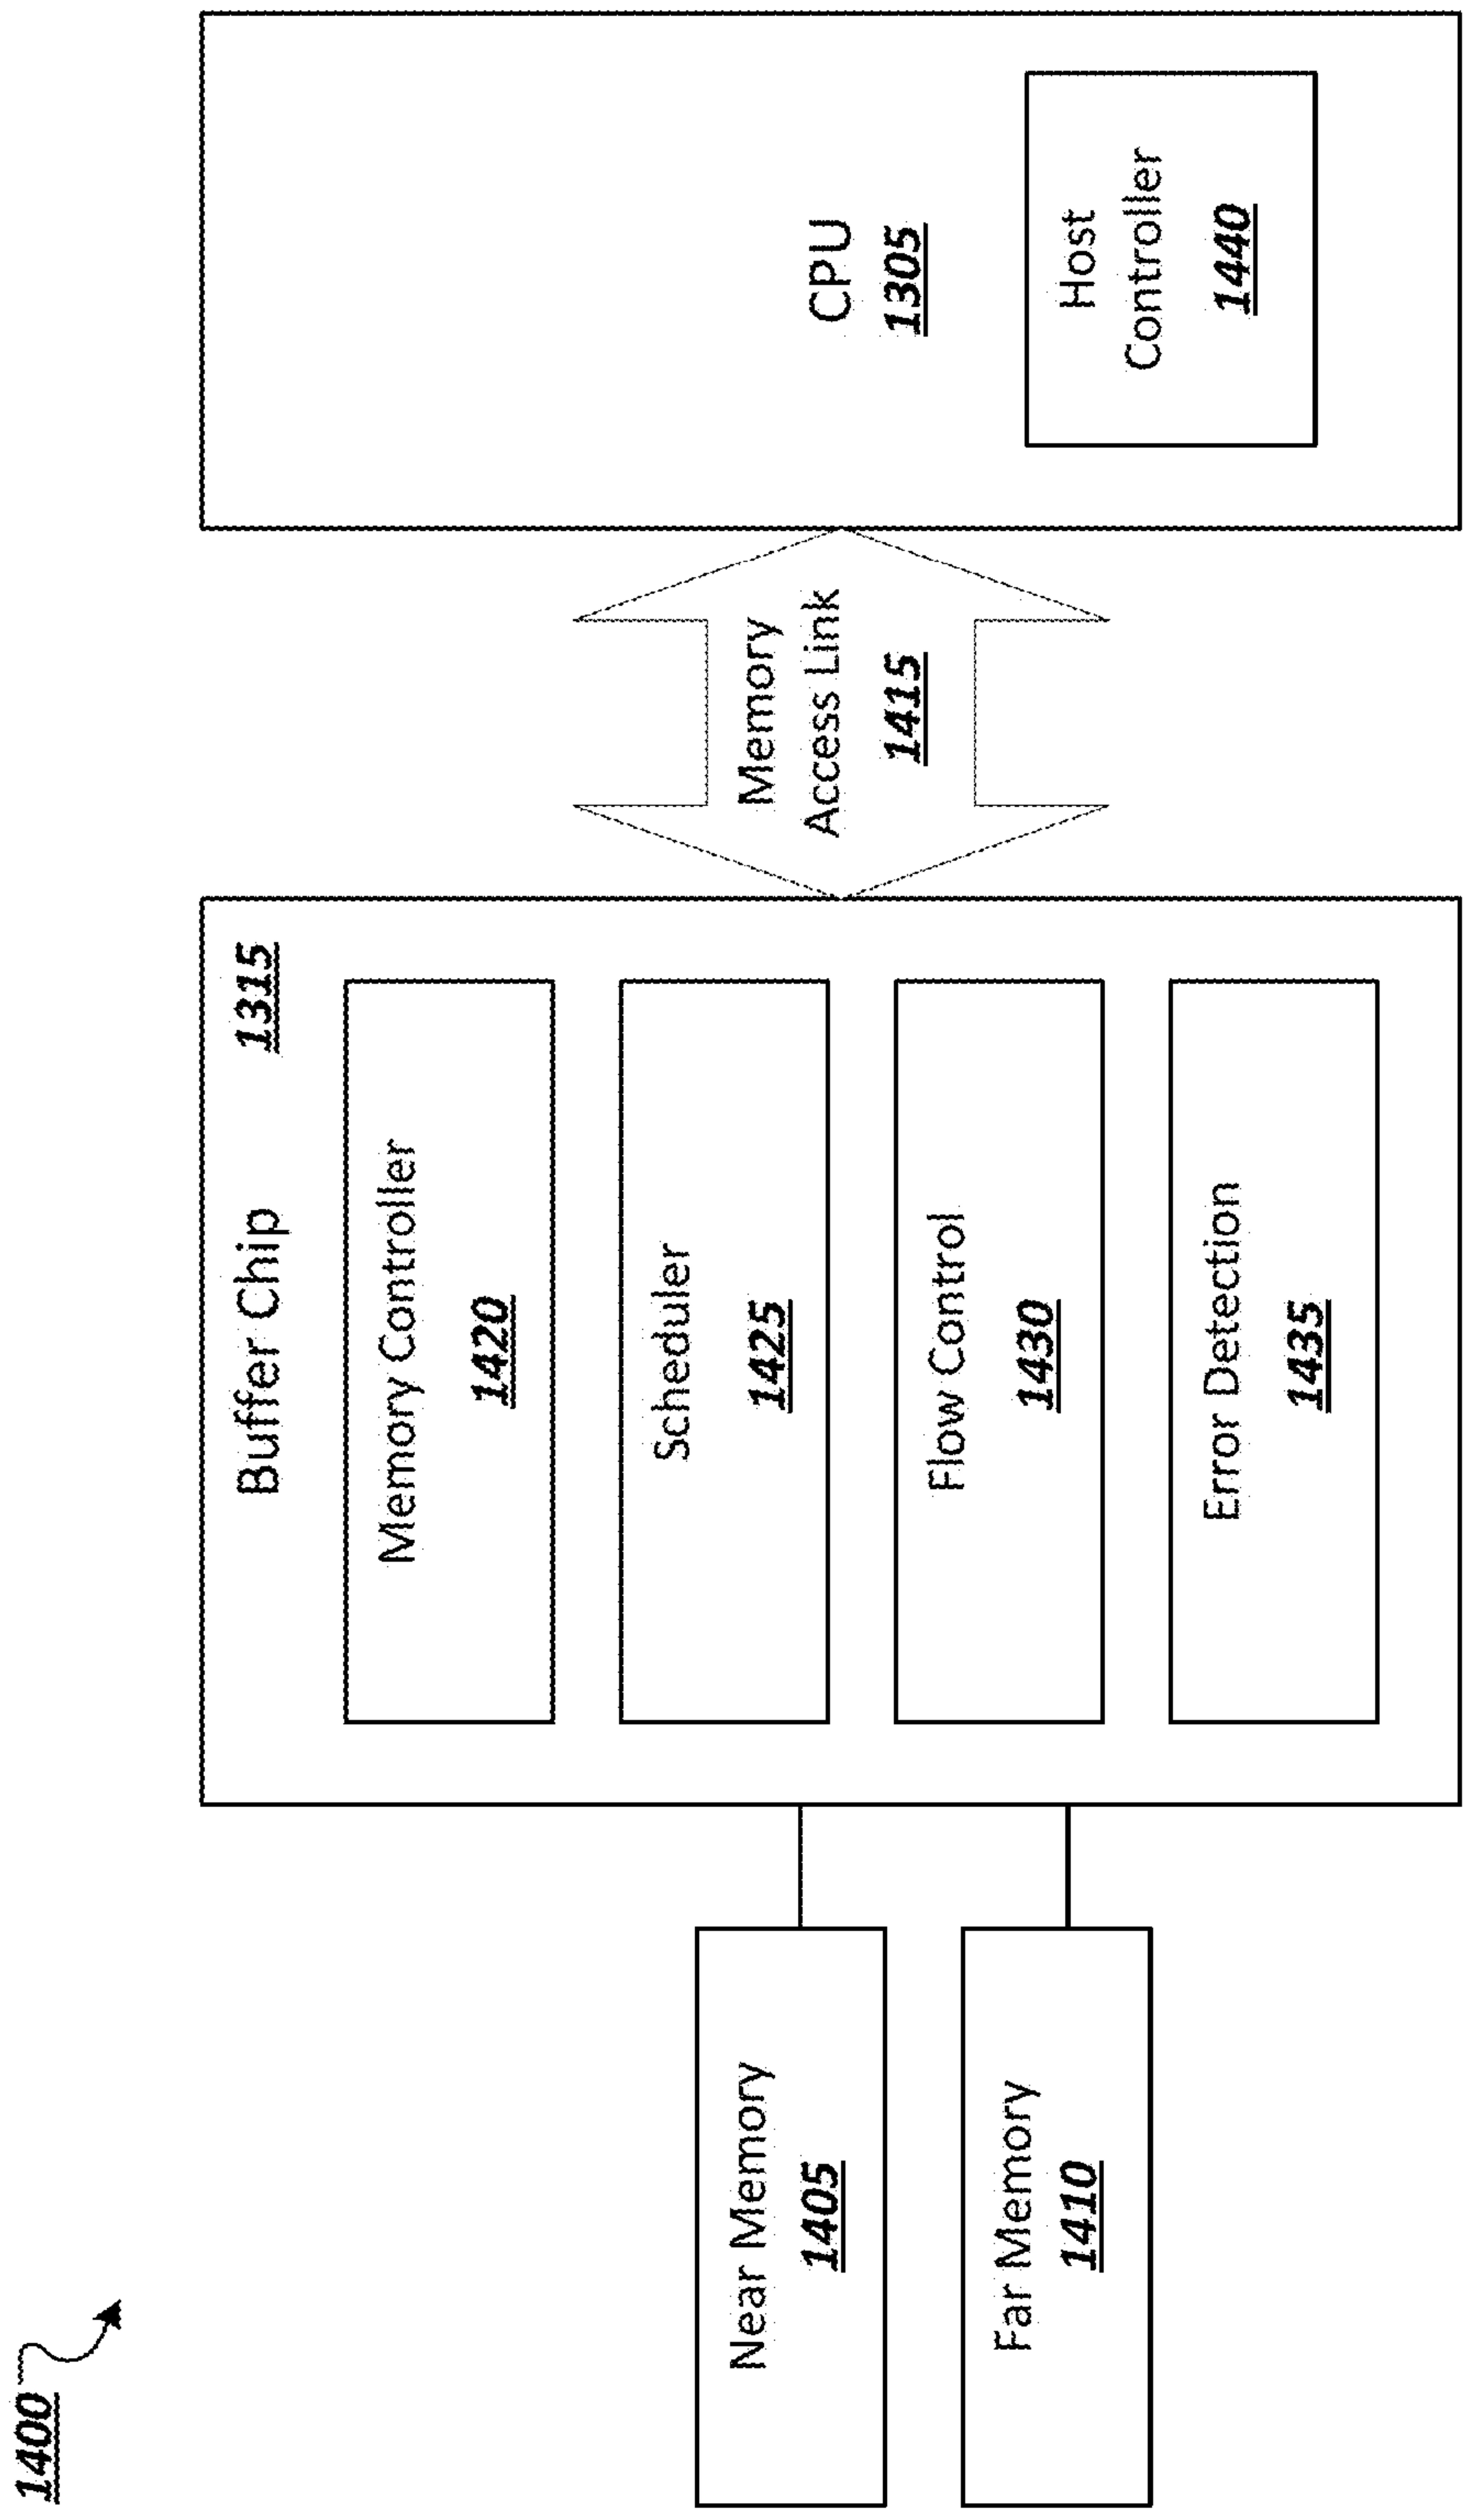 1400
Near Memory
1405
Far Memory
1410
Buffer Chip
1315
Memory Controller
1420
Scheduler
1425
Flow Control
1430
Error Detection
1435
Memory
Access Link
1415
CPU
1305
Host
Controller
1440